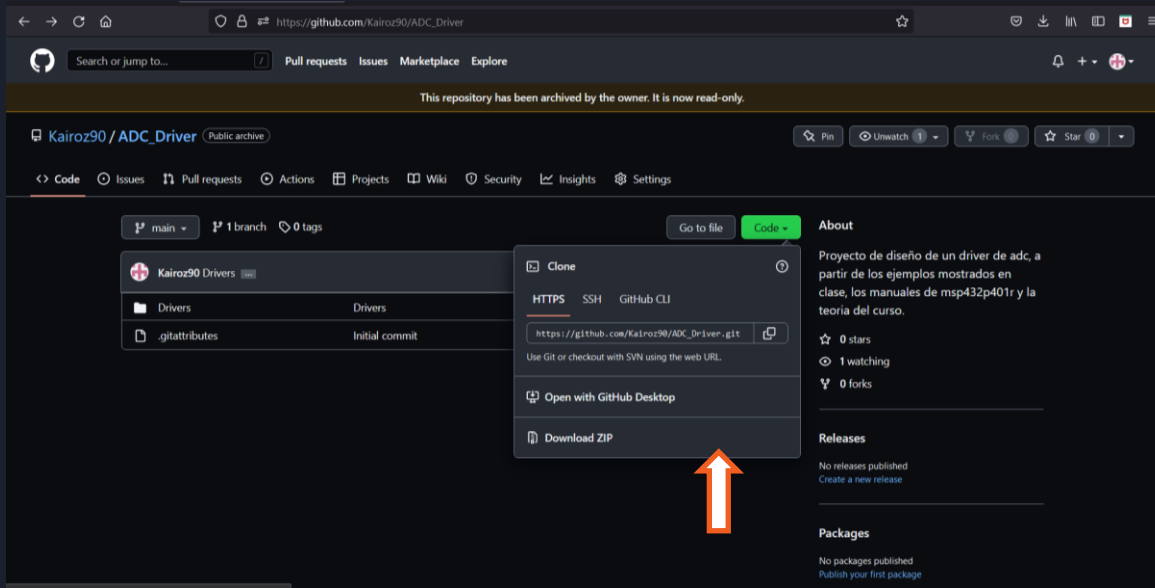 https://github.com/Kairoz90/ADC_Driver
Search or jump to... /
Pull requests Issues Marketplace Explore
This repository has been archived by the owner. It is now read-only.
Kairoz90 / ADC_Driver Public archive
Pin Unwatch 1 Fork 0 Star 0
Code Issues Pull requests Actions Projects Wiki Security Insights Settings
main 1 branch 0 tags
Go to file Code
Kairoz90 Drivers ...
Drivers Drivers
.gitattributes Initial commit
Clone
HTTPS SSH GitHub CLI
https://github.com/Kairoz90/ADC_Driver.git
Use Git or checkout with SVN using the web URL.
Open with GitHub Desktop
Download ZIP
About
Proyecto de diseño de un driver de adc, a
partir de los ejemplos mostrados en
clase, los manuales de msp432p401r y la
teoria del curso.
0 stars
1 watching
0 forks
Releases
No releases published
Create a new release
Packages
No packages published
Publish your first package